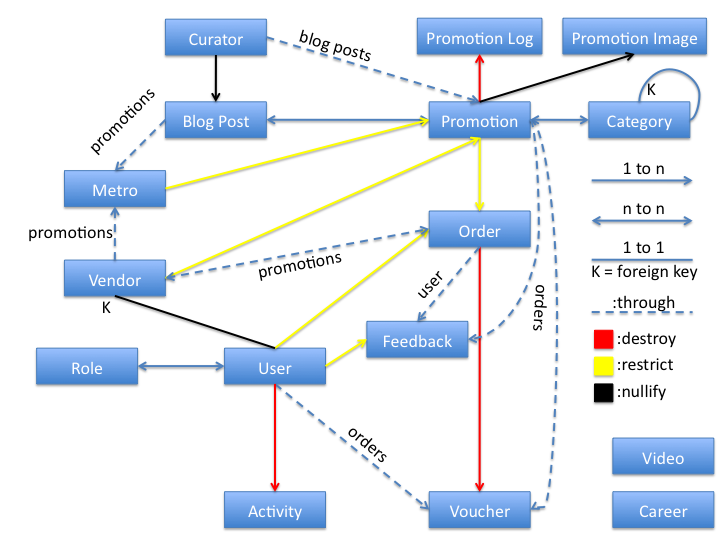 Curator
blog posts
Promotion Log
Promotion Image
K
promotions
Blog Post
Promotion
Category
Metro
1 to n
n to n
promotions
Order
1 to 1
Vendor
promotions
K = foreign key
K
user
orders
:through
Feedback
:destroy
Role
User
:restrict
:nullify
orders
Video
Activity
Voucher
Career